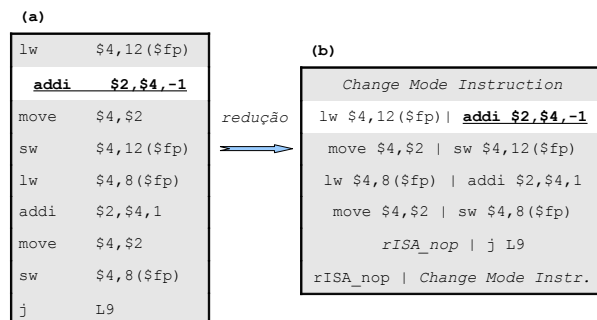 (a)
lw $4,12($fp)
addi $2,$4,-1
move $4,$2
sw $4,12($fp)
lw $4,8($fp)
addi $2,$4,1
move $4,$2
sw $4,8($fp)
j L9
redução
(b)
Change Mode Instruction
lw $4,12($fp)| addi $2,$4,-1
move $4,$2 | sw $4,12($fp)
lw $4,8($fp) | addi $2,$4,1
move $4,$2 | sw $4,8($fp)
rISA_nop | j L9
rISA_nop | Change Mode Instr.